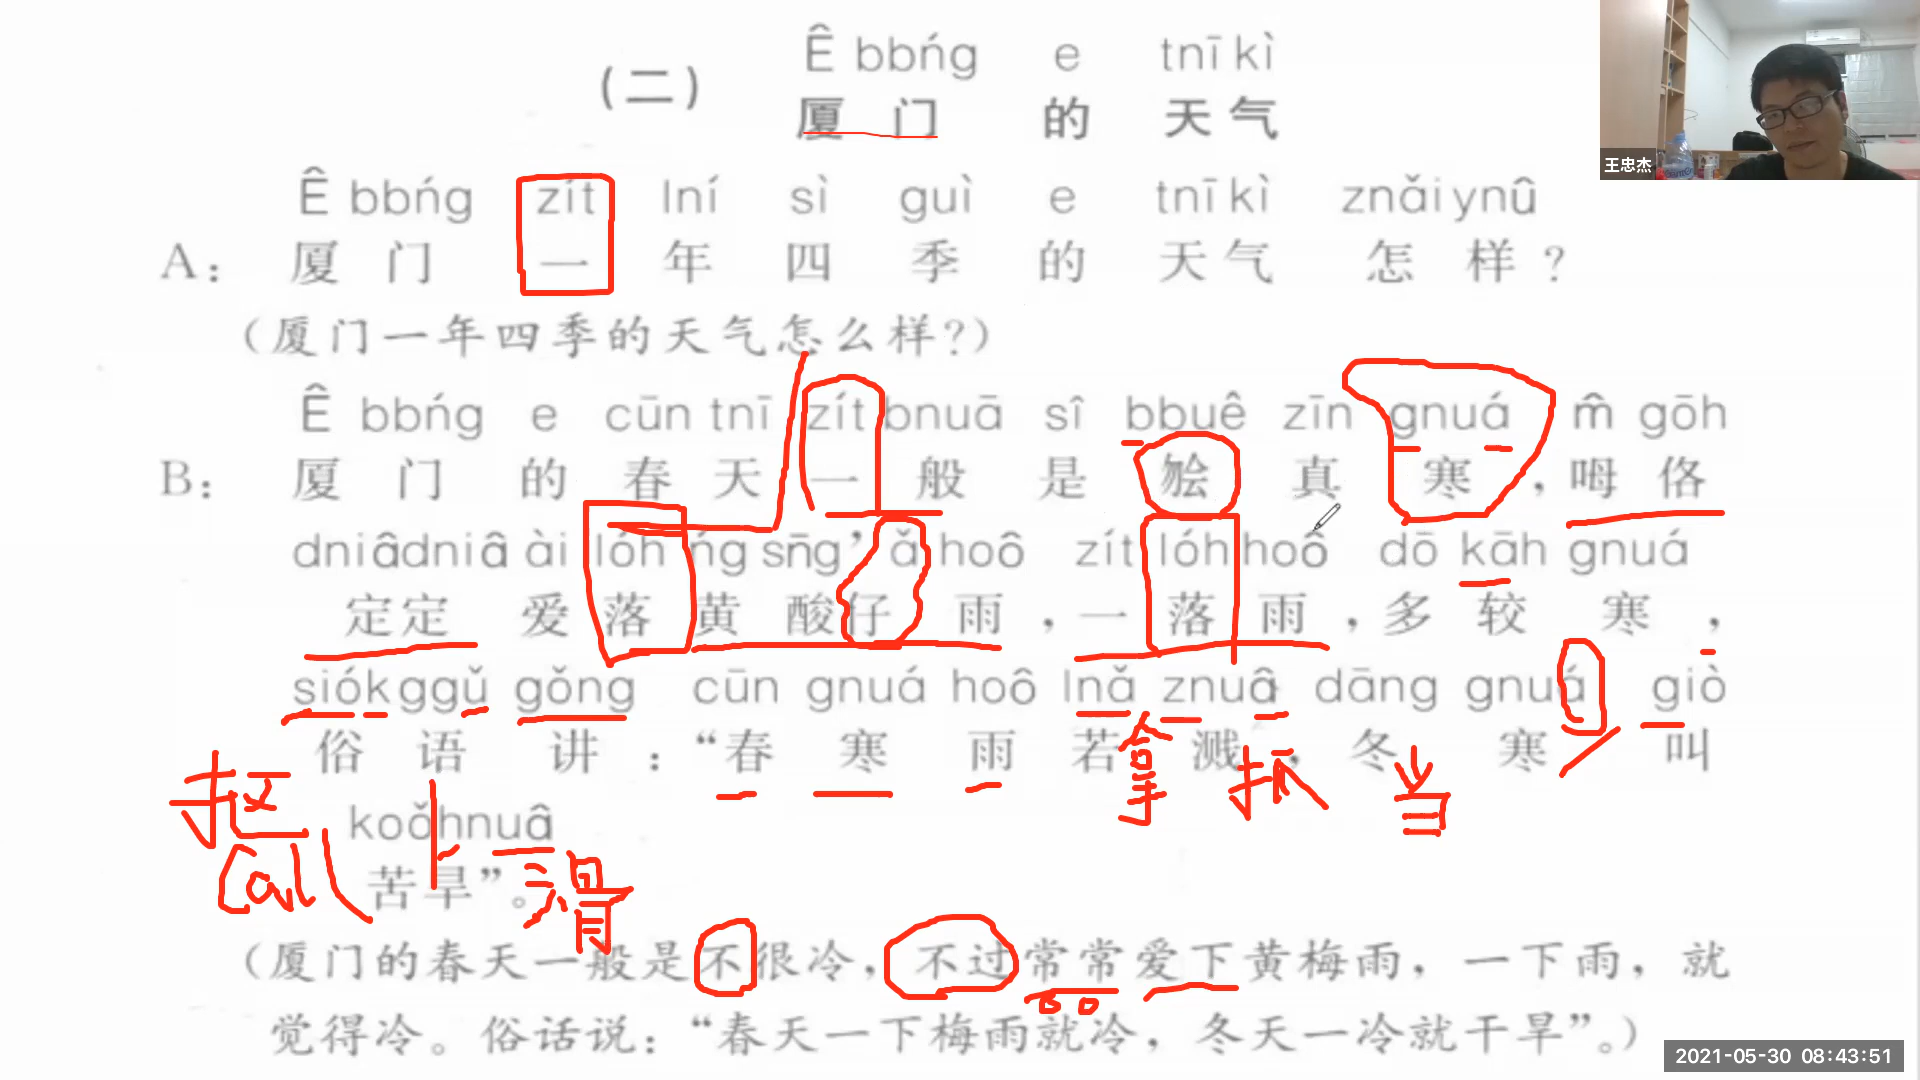 (二) Ê bbńg e tnī kì
厦 门 的 天 气
王忠杰
Ê bbńg zít lní sì guì e tnī kì znǎi ynû
A: 厦 门 一 年 四 季 的 天 气 怎 样 ?
(厦门一年四季的天气怎么样?)
Ê bbńg e cūn tnī zít bnuā sî bbuê zīn gnuá m̂ gōh
B: 厦 门 的 春 天 一 般 是 𣍐 真 寒 , 呣 佫
dniâdniâ ài lóh ńg sn̄g' ǎ hoô zít lóh hoô dō kāh gnuá
定定 爱 落 黄 酸 仔 雨 , 一 落 雨 , 多 较 寒 ,
siók ggǔ gǒng cūn gnuá hoô lnǎ znuâ dāng gnuá giò
俗 语 讲 : “春 寒 雨 若 溅 , 冬 寒 叫
拿 抓 当
抠
koǒ hnuâ
call
苦 旱”。
滑
(厦门的春天一般是不很冷, 不过常常爱下黄梅雨, 一下雨, 就
觉得冷。俗话说: “春天一下梅雨就冷, 冬天一冷就干旱”。)
2021-05-30 08:43:51